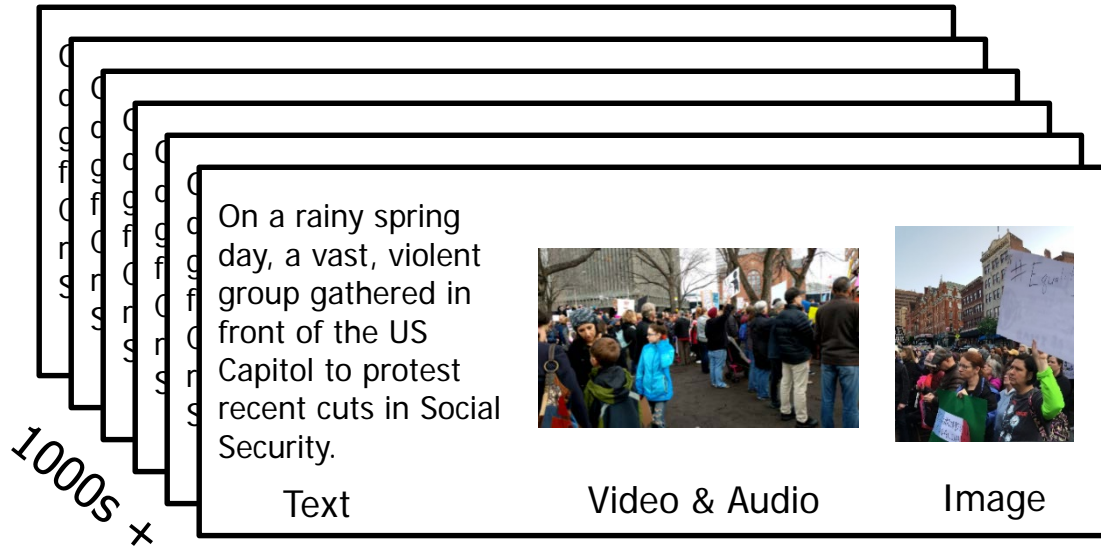 On a rainy spring
day, a vast, violent
group gathered in
front of the US
Capitol to protest
recent cuts in Social
Security.
Text
Video & Audio
Image
1000s +